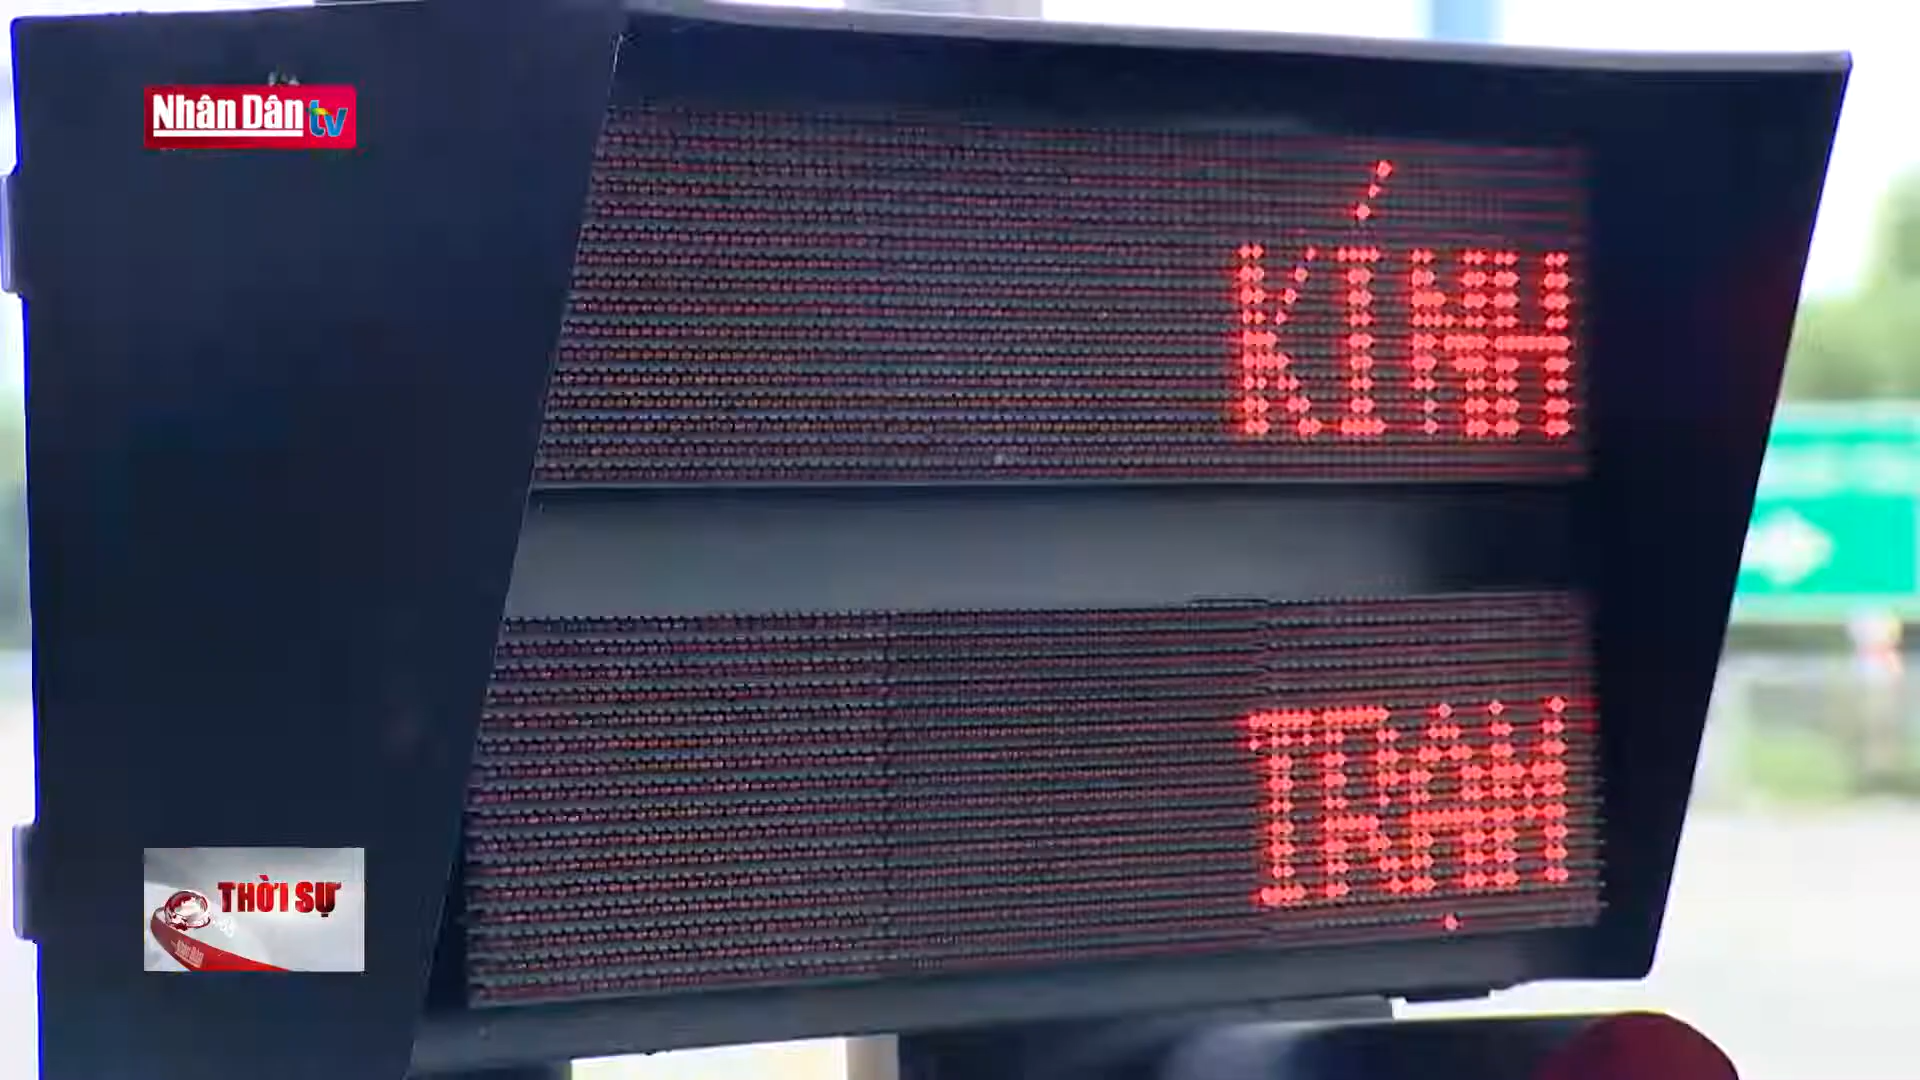 Nhân Dân tv
KÍNH
TRẠM
THỜI SỰ